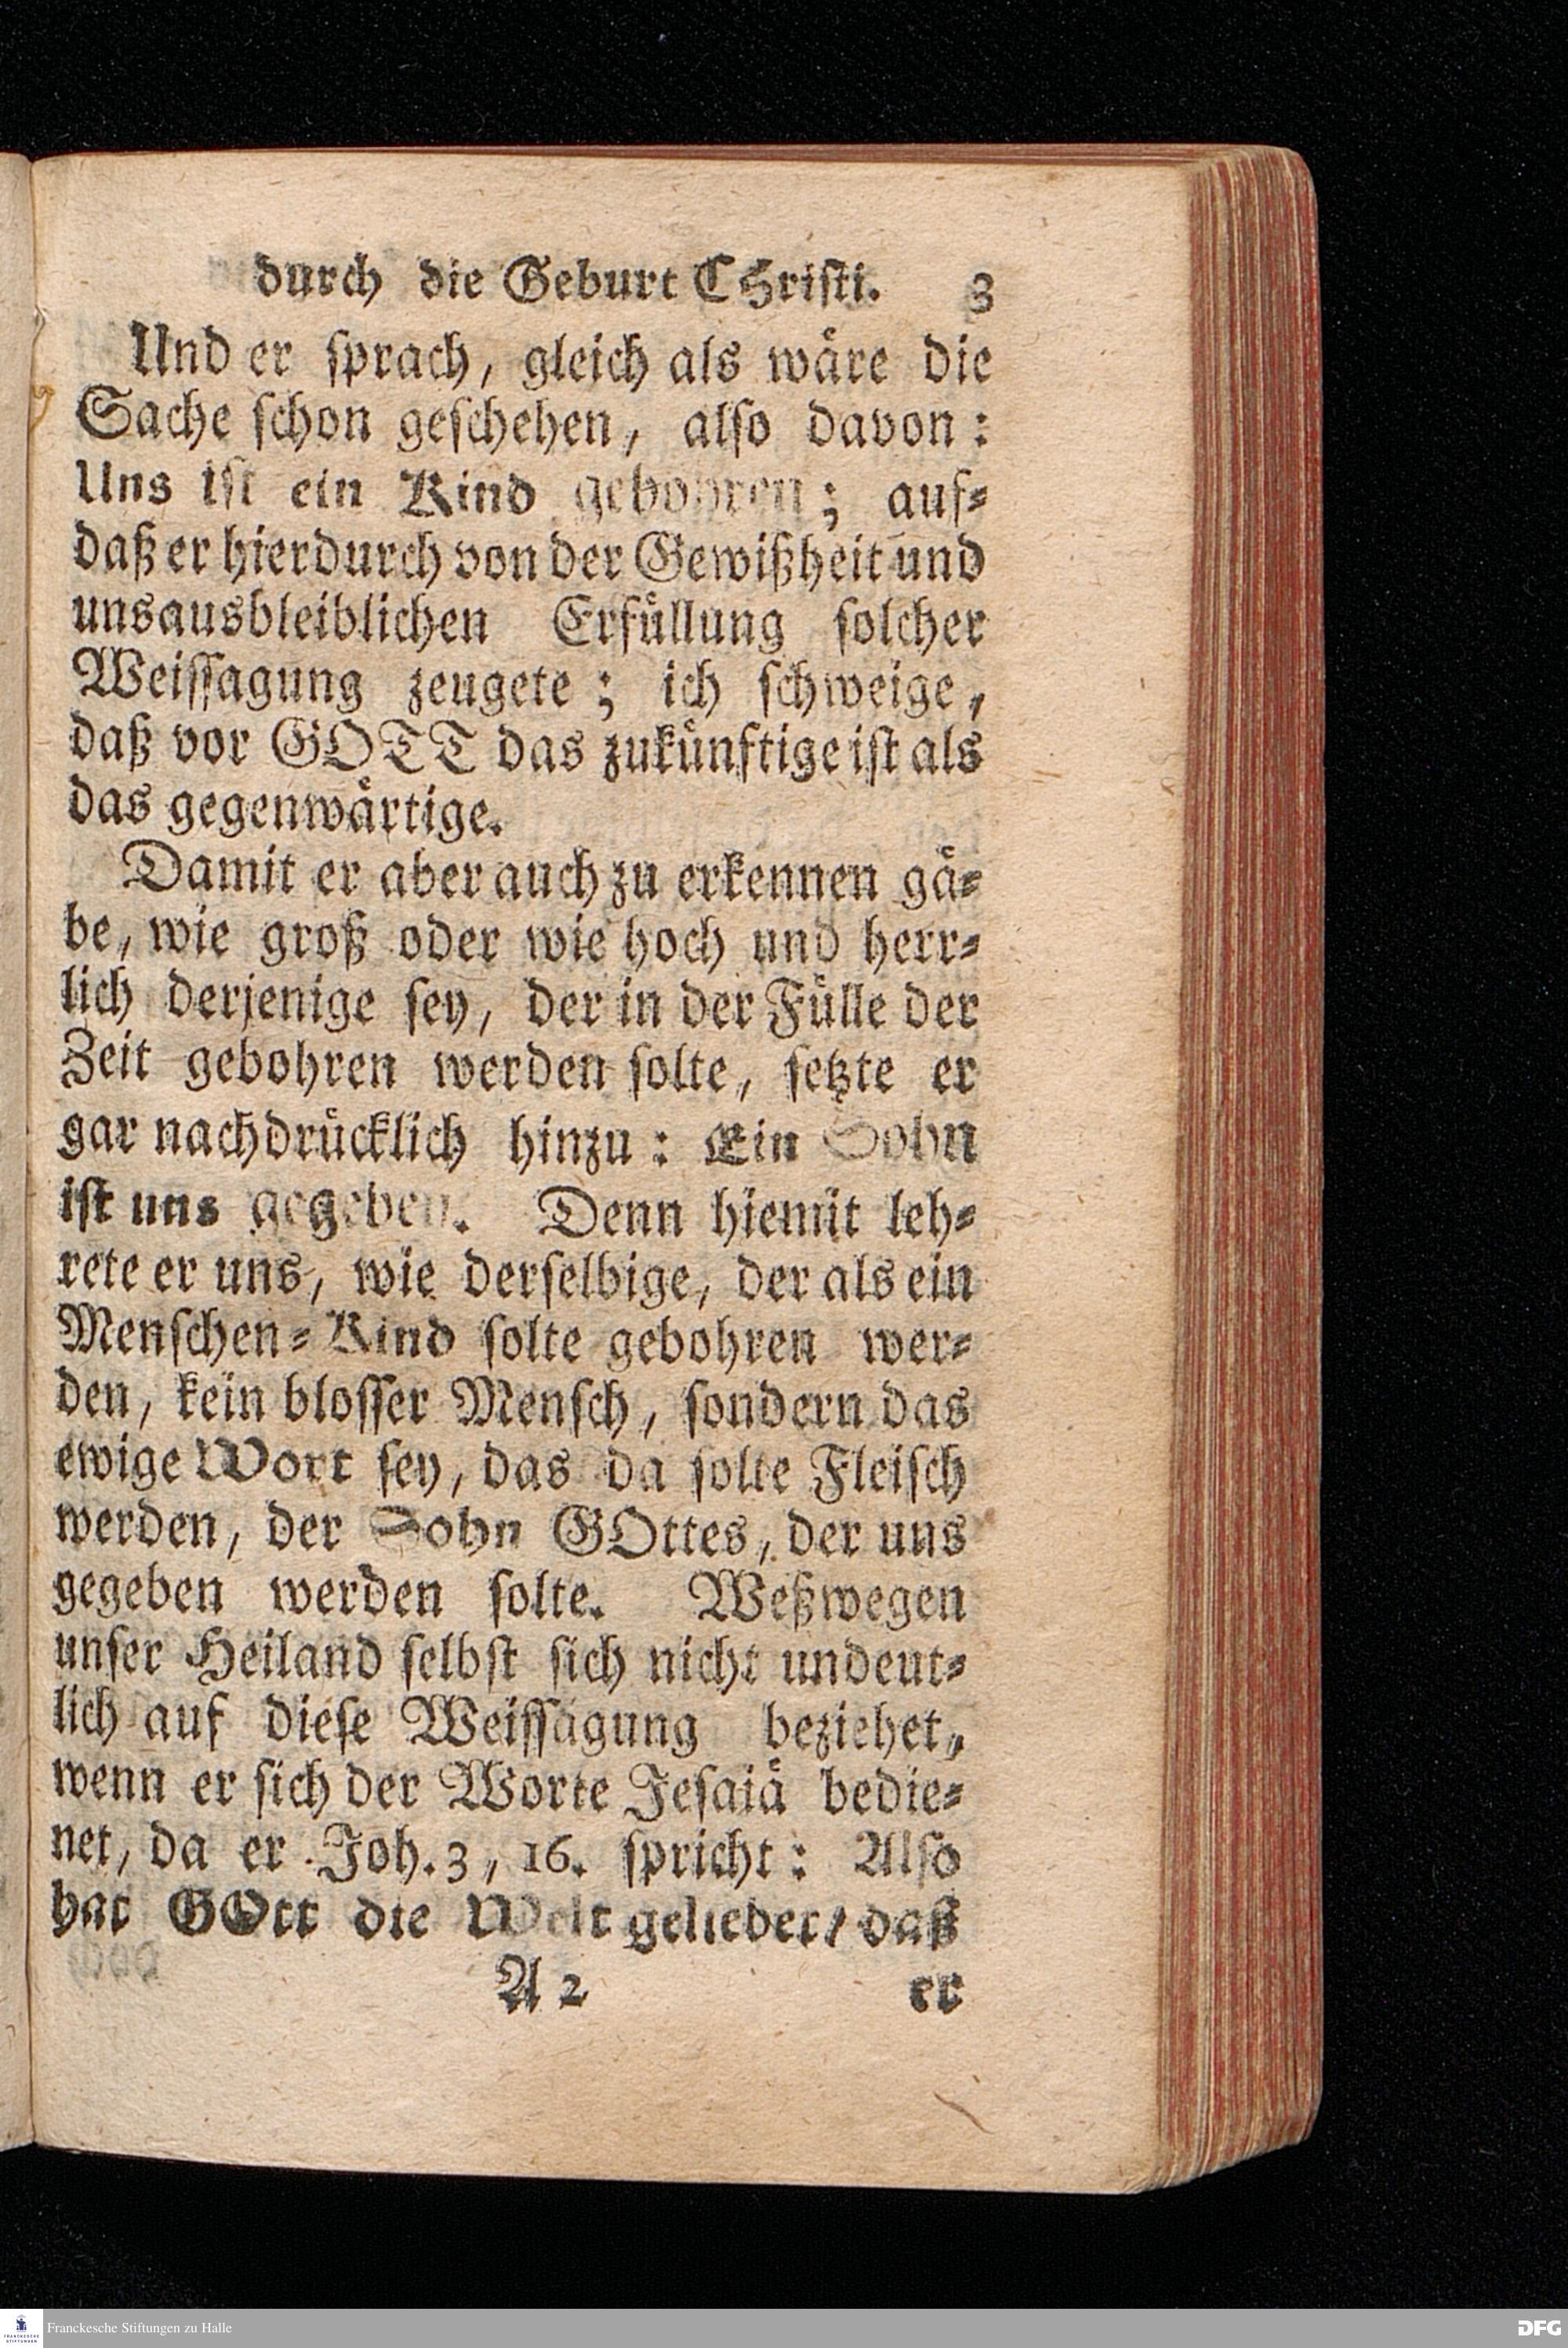 durch die Geburt CHristi. 3
Und er sprach, gleich als wäre die
Sache schon geschehen, also davon:
Uns ist ein Kind gebohren; auf-
daß er hierdurch von der Gewißheit und
unsausbleiblichen Erfüllung solcher
Weissagung zeugete; ich schweige,
daß vor GOTT das zukünftige ist als
das gegenwärtige.
Damit er aber auch zu erkennen gä-
be, wie groß oder wie hoch und herr-
lich derjenige sey, der in der Fülle der
Zeit gebohren werden solte, setzte er
gar nachdrücklich hinzu: Ein Sohn
ist uns gegeben. Denn hiemit leh-
rete er uns, wie derselbige, der als ein
Menschen-Kind solte gebohren wer-
den, kein blosser Mensch, sondern das
ewige Wort sey, das da solte Fleisch
werden, der Sohn GOttes, der uns
gegeben werden solte. Weßwegen
unser Heiland selbst sich nicht undeut-
lich auf diese Weissagung beziehet,
wenn er sich der Worte Jesaiä bedie-
net, da er Joh. 3, 16. spricht: Also
hat GOtt die Welt geliebet/ daß
A 2 er
Franckesche Stiftungen zu Halle
FRANCKESCHE
STIFTUNGEN
DFG